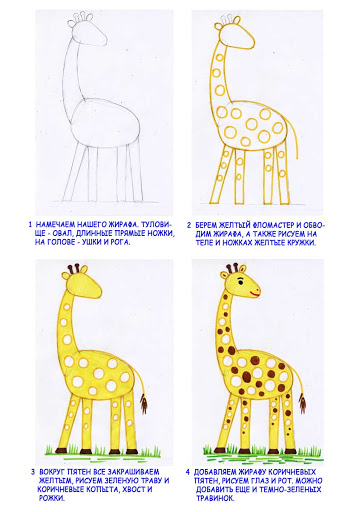 1 НАМЕЧАЕМ НАШЕГО ЖИРАФА. ТУЛОВИ-
ЩЕ - ОВАЛ, ДЛИННЫЕ ПРЯМЫЕ НОЖКИ,
НА ГОЛОВЕ - УШКИ И РОГА.
2 БЕРЕМ ЖЕЛТЫЙ ФЛОМАСТЕР И ОБВО-
ДИМ ЖИРАФА, А ТАКЖЕ РИСУЕМ НА
ТЕЛЕ И НОЖКАХ ЖЕЛТЫЕ КРУЖКИ.
3 ВОКРУГ ПЯТЕН ВСЕ ЗАКРАШИВАЕМ
ЖЕЛТЫМ, РИСУЕМ ЗЕЛЕНУЮ ТРАВУ И
КОРИЧНЕВЫЕ КОПЫТА, ХВОСТ И
РОЖКИ.
4 ДОБАВЛЯЕМ ЖИРАФУ КОРИЧНЕВЫХ
ПЯТЕН, РИСУЕМ ГЛАЗ И РОТ. МОЖНО
ДОБАВИТЬ ЕЩЕ И ТЕМНО-ЗЕЛЕНЫХ
ТРАВИНОК.